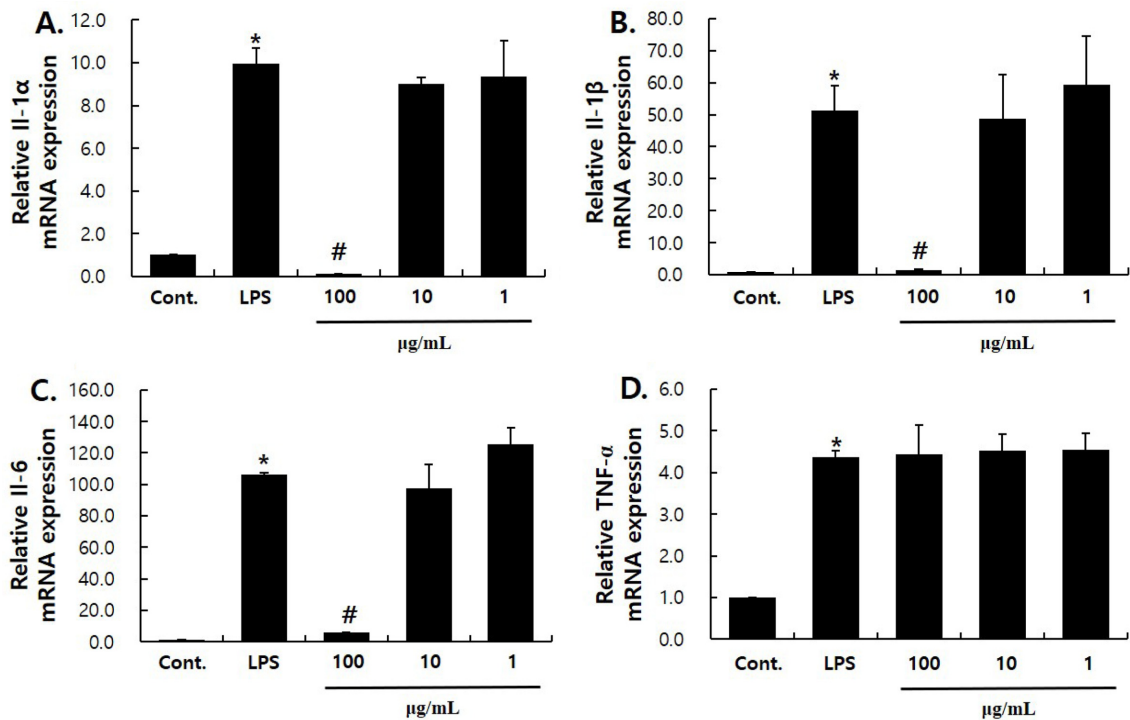 A.
*
#
Relative Il-1α
mRNA expression
12.0
10.0
8.0
6.0
4.0
2.0
0.0
Cont. LPS 100 10 1
μg/mL
B.
*
#
Relative Il-1β
mRNA expression
80.0
70.0
60.0
50.0
40.0
30.0
20.0
10.0
0.0
Cont. LPS 100 10 1
μg/mL
C.
*
#
Relative Il-6
mRNA expression
160.0
140.0
120.0
100.0
80.0
60.0
40.0
20.0
0.0
Cont. LPS 100 10 1
μg/mL
D.
*
Relative TNF-α
mRNA expression
6.0
5.0
4.0
3.0
2.0
1.0
0.0
Cont. LPS 100 10 1
μg/mL